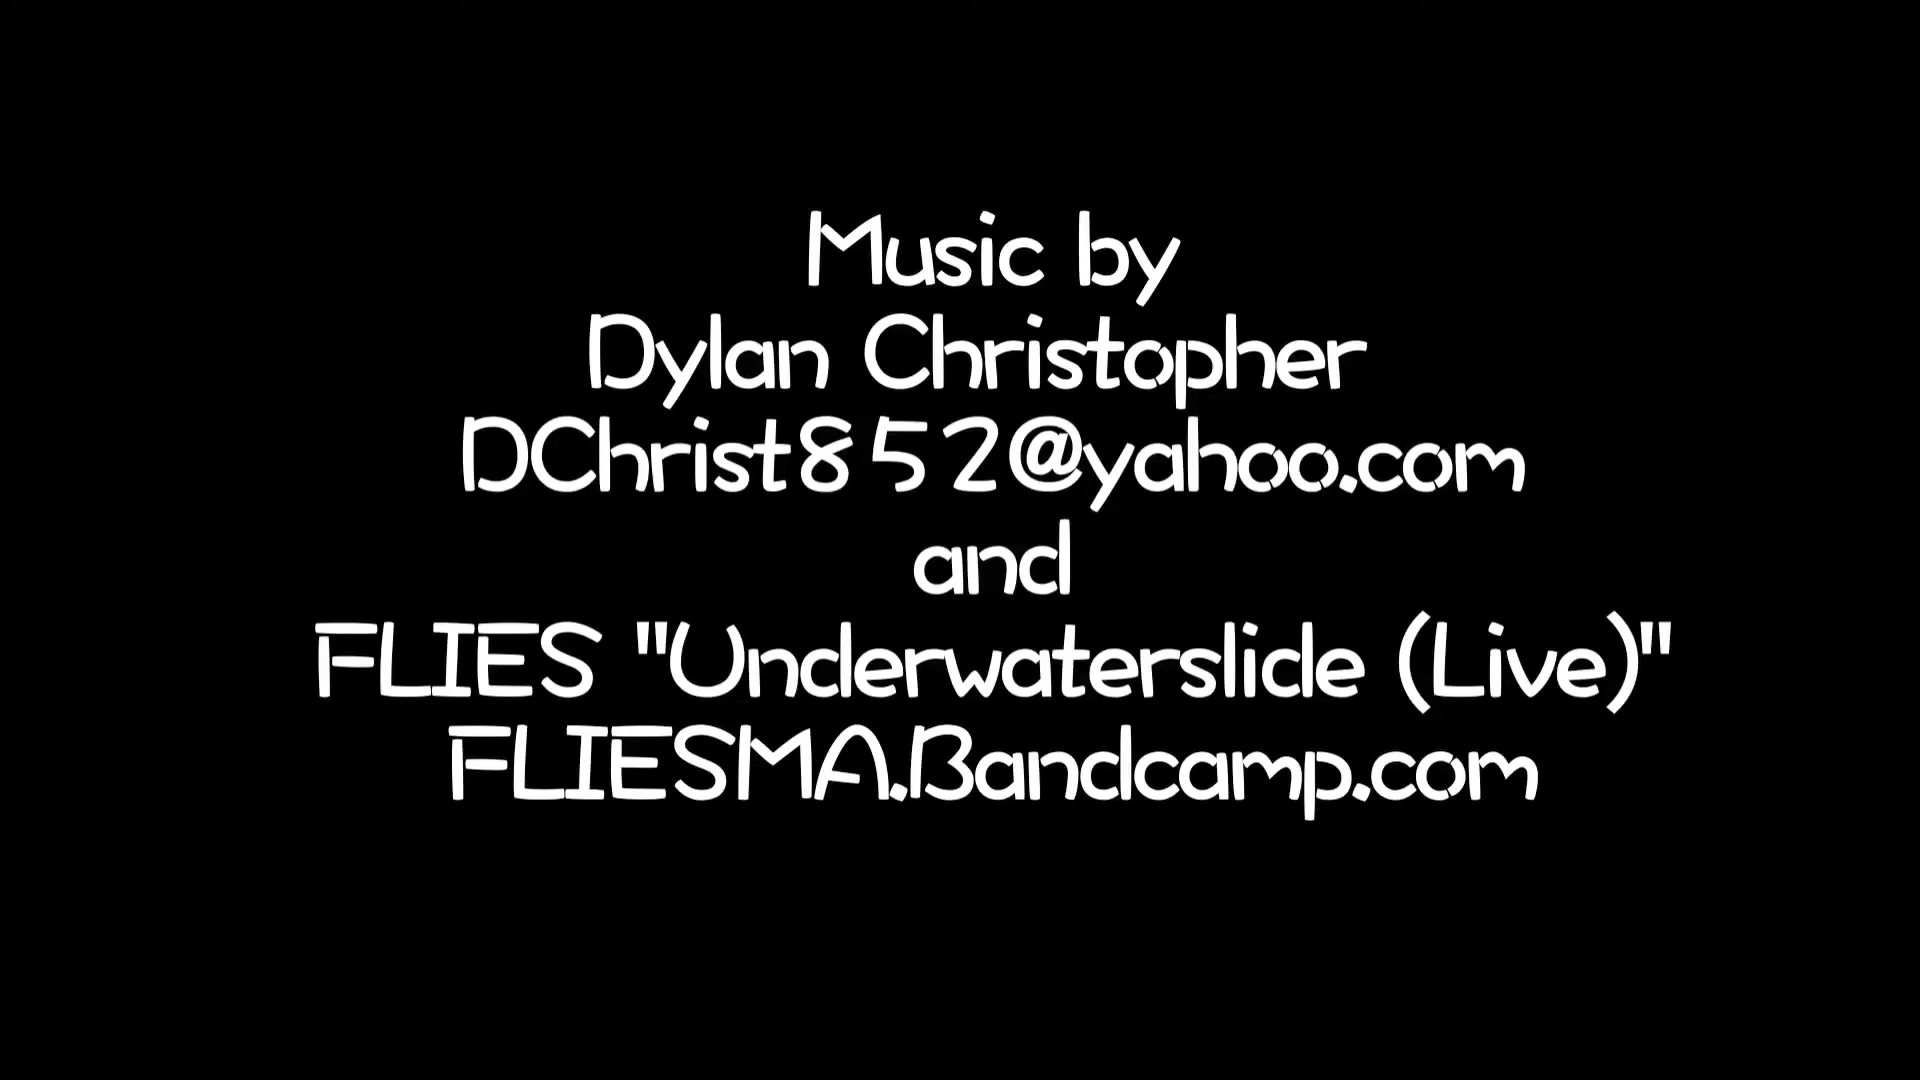 Music by
Dylan Christopher
DChrist852@yahoo.com
and
FLIES "Underwaterslide (Live)"
FLIESMA.Bandcamp.com